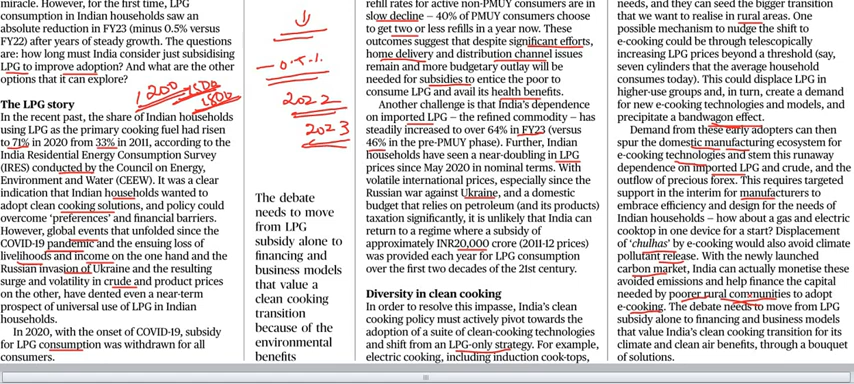 miracle. However, for the first time, LPG
consumption in Indian households saw an
absolute reduction in FY23 (minus 0.5% versus
FY22) after years of steady growth. The questions
are: how long must India consider just subsidising
LPG to improve adoption? And what are the other
options that it can explore?
1200
1500
1800
The LPG story
In the recent past, the share of Indian households
using LPG as the primary cooking fuel had risen
to 71% in 2020 from 33% in 2011, according to the
India Residential Energy Consumption Survey
(IRES) conducted by the Council on Energy,
Environment and Water (CEEW). It was a clear
indication that Indian households wanted to
adopt clean cooking solutions, and policy could
overcome ‘preferences’ and financial barriers.
However, global events that unfolded since the
COVID-19 pandemic and the ensuing loss of
livelihoods and income on the one hand and the
Russian invasion of Ukraine and the resulting
surge and volatility in crude and product prices
on the other, have dented even a near-term
prospect of universal use of LPG in Indian
households.
In 2020, with the onset of COVID-19, subsidy
for LPG consumption was withdrawn for all
consumers.
-0.5%
2022
2023
The debate
needs to move
from LPG
subsidy alone to
financing and
business models
that value a
clean cooking
transition
because of the
environmental
benefits
refill rates for active non-PMUY consumers are in
slow decline – 40% of PMUY consumers choose
to get two or less refills in a year now. These
outcomes suggest that despite significant efforts,
home delivery and distribution channel issues
remain and more budgetary outlay will be
needed for subsidies to entice the poor to
consume LPG and avail its health benefits.
Another challenge is that India’s dependence
on imported LPG – the refined commodity – has
steadily increased to over 64% in FY23 (versus
46% in the pre-PMUY phase). Further, Indian
households have seen a near-doubling in LPG
prices since May 2020 in nominal terms. With
volatile international prices, especially since the
Russian war against Ukraine, and a domestic
budget that relies on petroleum (and its products)
taxation significantly, it is unlikely that India can
return to a regime where a subsidy of
approximately INR20,000 crore (2011-12 prices)
was provided each year for LPG consumption
over the first two decades of the 21st century.
Diversity in clean cooking
In order to resolve this impasse, India’s clean
cooking policy must actively pivot towards the
adoption of a suite of clean-cooking technologies
and shift from an LPG-only strategy. For example,
electric cooking, including induction cook-tops,
needs, and they can seed the bigger transition
that we want to realise in rural areas. One
possible mechanism to nudge the shift to
e-cooking could be through telescopically
increasing LPG prices beyond a threshold (say,
seven cylinders that the average household
consumes today). This could displace LPG in
higher-use groups and, in turn, create a demand
for new e-cooking technologies and models, and
precipitate a bandwagon effect.
Demand from these early adopters can then
spur the domestic manufacturing ecosystem for
e-cooking technologies and stem this runaway
dependence on imported LPG and crude, and the
outflow of precious forex. This requires targeted
support in the interim for manufacturers to
embrace efficiency and design for the needs of
Indian households – how about a gas and electric
cooktop in one device for a start? Displacement
of ‘chulhas’ by e-cooking would also avoid climate
pollutant release. With the newly launched
carbon market, India can actually monetise these
avoided emissions and help finance the capital
needed by poorer rural communities to adopt
e-cooking. The debate needs to move from LPG
subsidy alone to financing and business models
that value India’s clean cooking transition for its
climate and clean air benefits, through a bouquet
of solutions.